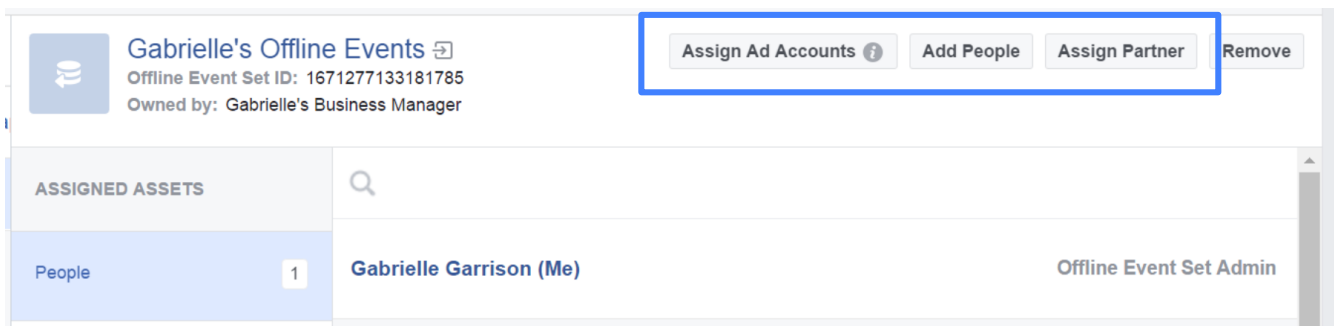 Gabrielle's Offline Events
Assign Ad Accounts Add People Assign Partner Remove
Offline Event Set ID: 1671277133181785
Owned by: Gabrielle's Business Manager
ASSIGNED ASSETS
People 1
Gabrielle Garrison (Me) Offline Event Set Admin